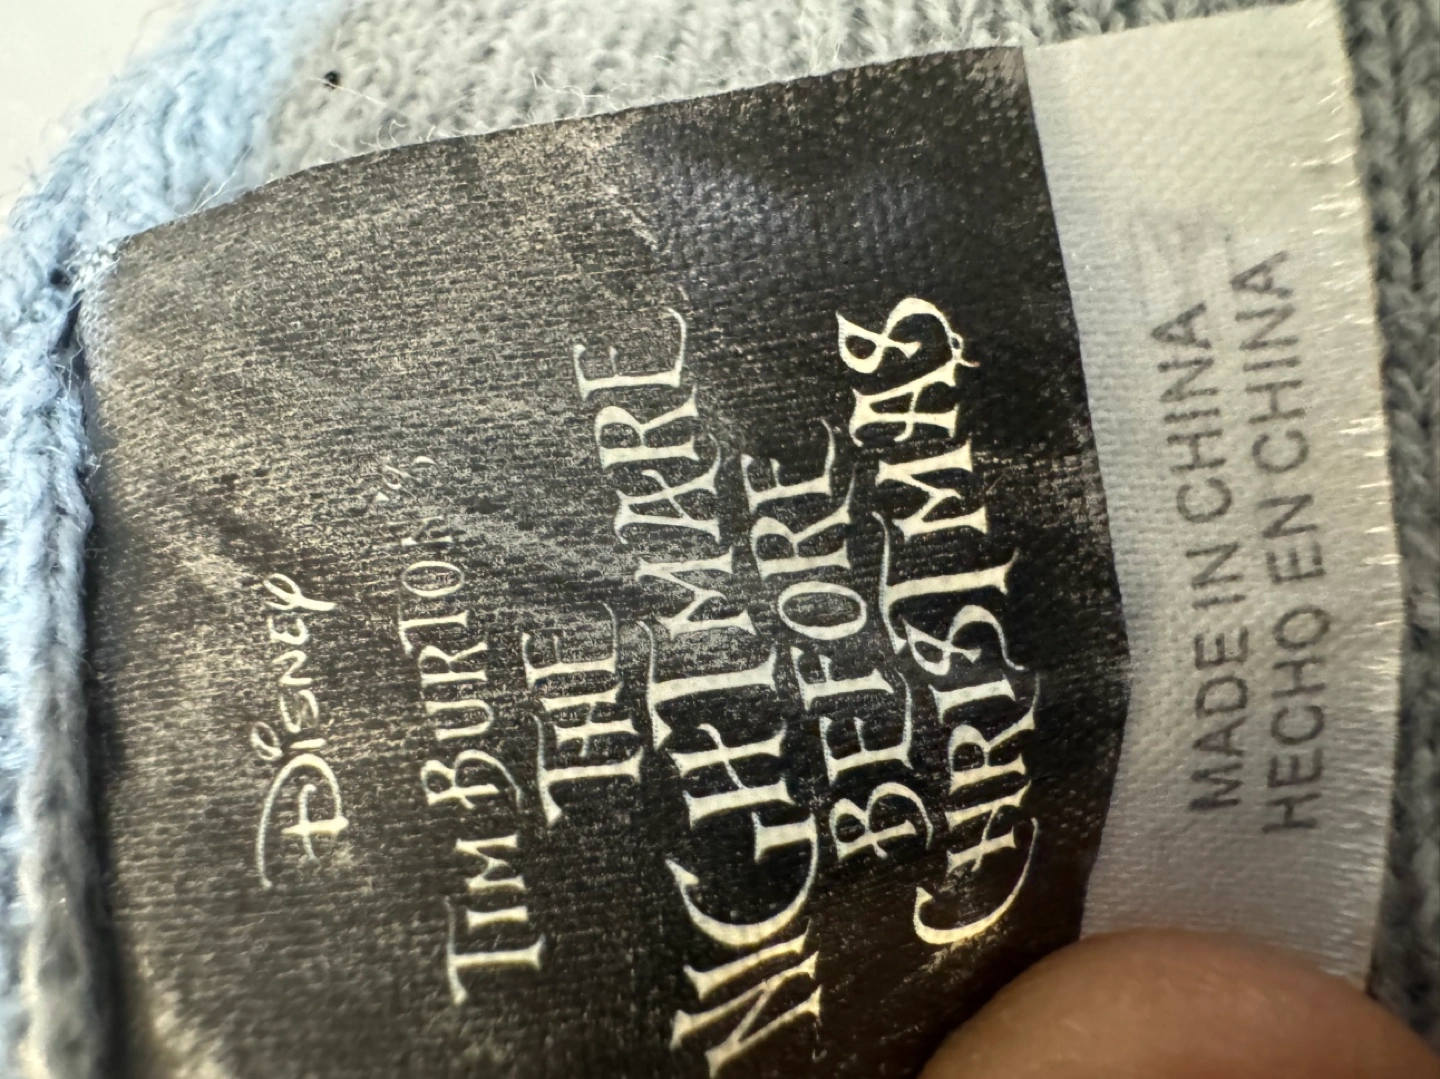 Disney
TIM BURTON's
THE
NIGHTMARE
BEFORE
CHRISTMAS
MADE IN CHINA
HECHO EN CHINA